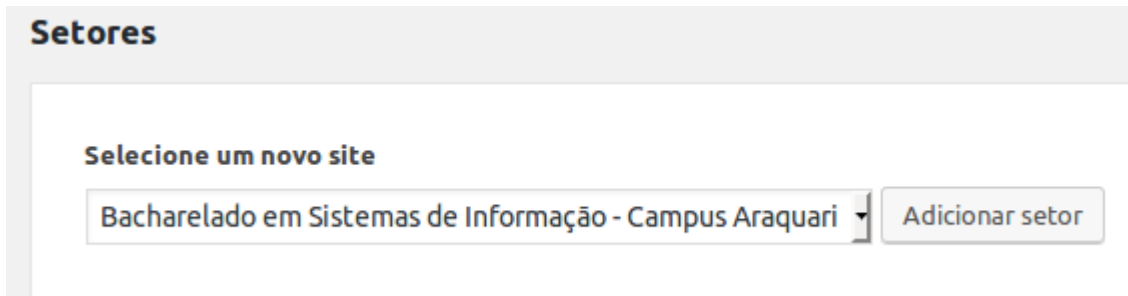 Setores
Selecione um novo site
Bacharelado em Sistemas de Informação - Campus Araquari
Adicionar setor